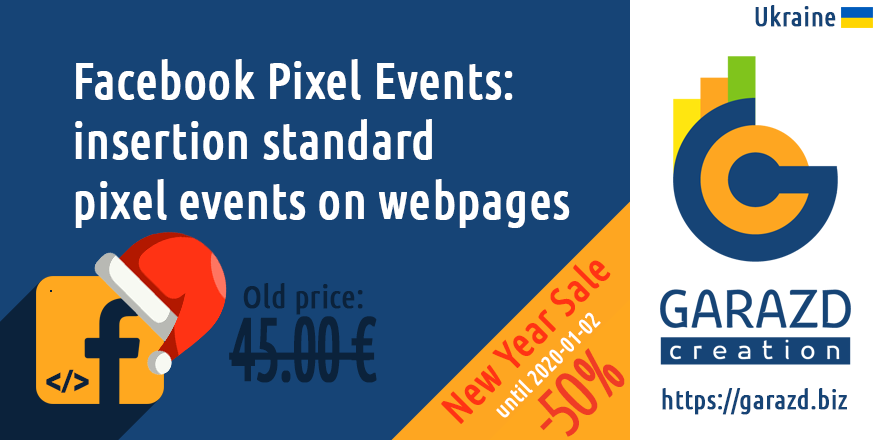 Ukraine
Facebook Pixel Events:
insertion standard
pixel events on webpages
f
</>
Old price:
45.00 €
New Year Sale
until 2020-01-02
-50%
GARAZD
creation
https://garazd.biz